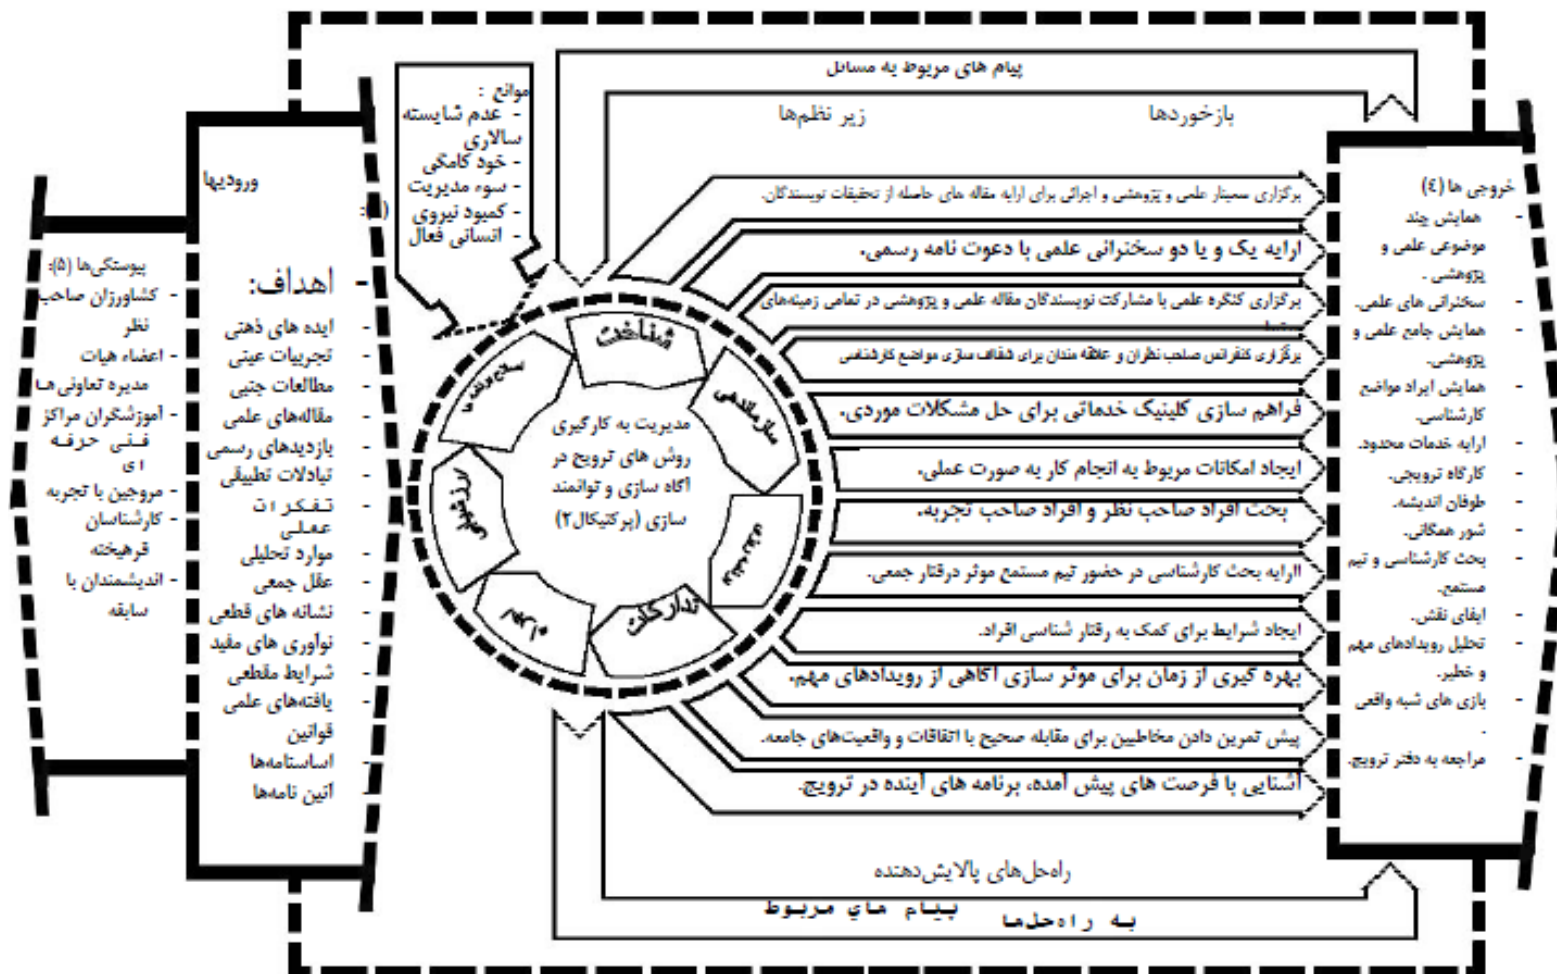 پیام های مربوط به مسائل
زیر نظم‌ها
بازخوردها
موانع :
- عدم شایسته
سالاری
- خود کامگی
- سوء مدیریت
- کمبود نیروی
- انسانی فعال
ورودیها
- اهداف:
- ایده های ذهنی
- تجربیات عینی
- مطالعات جنبی
- مقاله‌های علمی
- بازدیدهای رسمی
- تبادلات تطبیقی
- تفکرات
عملی
- موارد تحلیلی
- عقل جمعی
- نشانه های قطعی
- نوآوری های مفید
- شرایط مقطعی
- یافته‌های علمی
قوانین
- اساسنامه‌ها
- آئین نامه‌ها
پیوستگی‌ها (۵):
- کشاورزان صاحب
نظر
- اعضاء هیات
مدیره تعاونی‌ها
- آموزشگران مراکز
فنی حرفه
ای
- مروجین با تجربه
- کارشناسان
فرهیخته
- اندیشمندان با
سابقه
شناخت
سازماندهی
تدارکات
ارزشیابی
مدیریت به کارگیری
روش های ترویج در
آگاه سازی و توانمند
سازی (پرکتیکال۲)
برگزاری سمینار علمی و پژوهشی و اجرائی برای ارایه مقاله های حاصله از تحقیقات نویسندگان.
ارایه یک و یا دو سخنرانی علمی با دعوت نامه رسمی.
برگزاری کنگره علمی با مشارکت نویسندگان مقاله علمی و پژوهشی در تمامی زمینه‌های
برگزاری کنفرانس صاحب نظران و علاقه مندان برای شفاف سازی مواضع کارشناسی
فراهم سازی کلینیک خدماتی برای حل مشکلات موردی.
ایجاد امکانات مربوط به انجام کار به صورت عملی.
بحث افراد صاحب نظر و افراد صاحب تجربه.
اارایه بحث کارشناسی در حضور تیم مستمع موثر درفتار جمعی.
ایجاد شرایط برای کمک به رفتار شناسی افراد.
بهره گیری از زمان برای موثر سازی آگاهی از رویدادهای مهم.
پیش تمرین دادن مخاطبین برای مقابله صحیح با اتفاقات و واقعیت‌های جامعه.
آشنایی با فرصت های پیش آمده، برنامه های آینده در ترویج.
خروجی ها (٤)
- همایش چند
موضوعی علمی و
پژوهشی .
- سخنرانی های علمی.
- همایش جامع علمی و
پژوهشی.
- همایش ایراد مواضع
کارشناسی.
- ارایه خدمات محدود.
- کارگاه ترویجی.
- طوفان اندیشه.
- شور همگانی.
- بحث کارشناسی و تیم
مستمع.
- ایفای نقش.
- تحلیل رویدادهای مهم
و خطیر.
- بازی های شبه واقعی
.
- مراجعه به دفتر ترویج.
راه‌حل‌های پالایش‌دهنده
پیام های مربوط
به راه‌حل‌ها